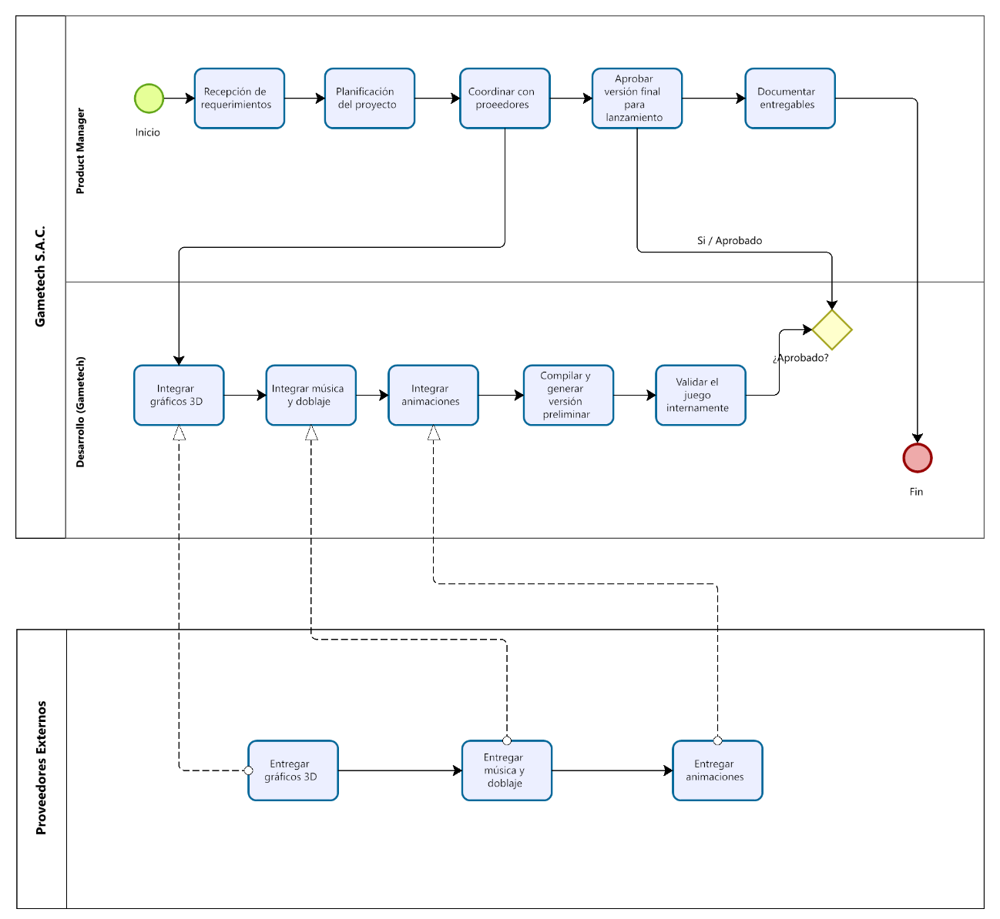 Gametech S.A.C.
Product Manager
Inicio
Recepción de
requerimientos
Planificación
del proyecto
Coordinar con
proeedores
Aprobar
versión final
para
lanzamiento
Documentar
entregables
Si / Aprobado
Desarrollo (Gametech)
Integrar
gráficos 3D
Integrar música
y doblaje
Integrar
animaciones
Compilar y
generar
versión
preliminar
Validar el
juego
internamente
¿Aprobado?
Fin
Proveedores Externos
Entregar
gráficos 3D
Entregar
música y
doblaje
Entregar
animaciones